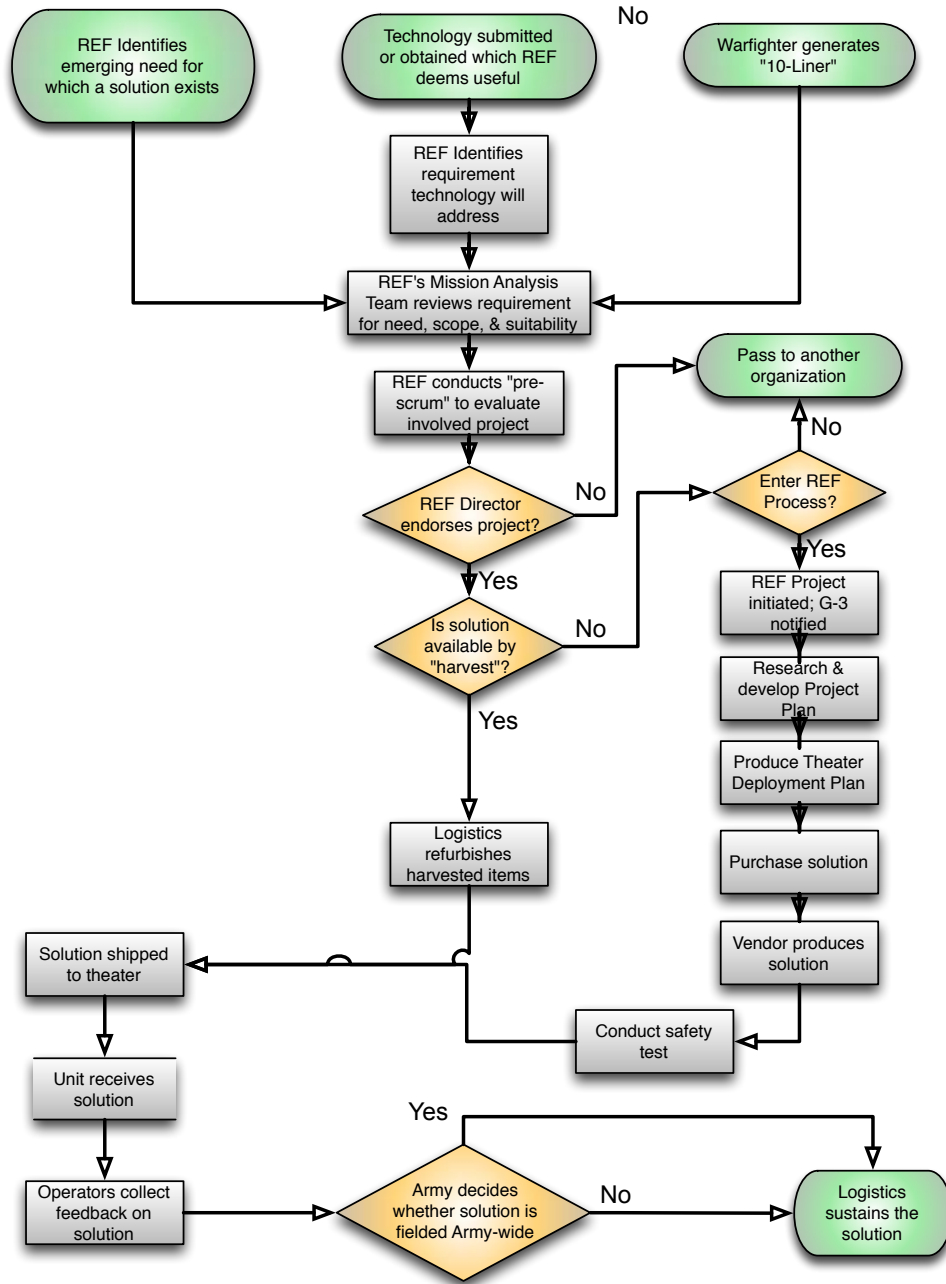 No
REF Identifies
emerging need for
which a solution exists
Technology submitted
or obtained which REF
deems useful
Warfighter generates
"10-Liner"
REF Identifies
requirement
technology will
address
REF's Mission Analysis
Team reviews requirement
for need, scope, & suitability
Pass to another
organization
REF conducts "pre-
scrum" to evaluate
involved project
No
REF Director
endorses project?
No
Enter REF
Process?
Yes
Yes
REF Project
initiated; G-3
notified
Is solution
available by
"harvest"?
No
Research &
develop Project
Plan
Yes
Produce Theater
Deployment Plan
Logistics
refurbishes
harvested items
Purchase solution
Vendor produces
solution
Solution shipped
to theater
Conduct safety
test
Unit receives
solution
Yes
Operators collect
feedback on
solution
Army decides
whether solution is
fielded Army-wide
No
Logistics
sustains the
solution